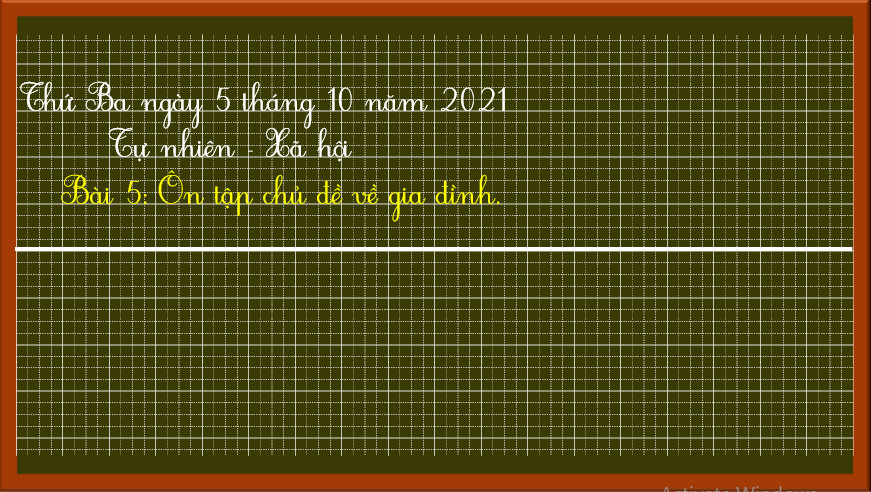 Thứ Ba ngày 5 tháng 10 năm 2021
Tự nhiên - Xã hội
Bài 5: Ôn tập chủ đề về gia đình.